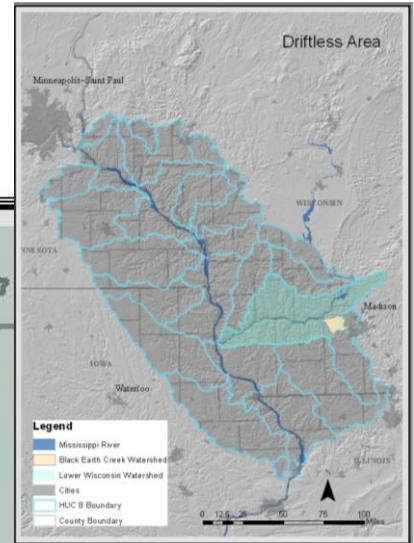 Driftless Area
Minneapolis-Saint Paul
WISCONSIN
Madison
IOWA
Waterloo
ILLINOIS
Legend
Mississippi River
Black Earth Creek Watershed
Lower Wisconsin Watershed
Cities
HUC 8 Boundary
County Boundary
N
0 12.5 25 50 75 100
Miles